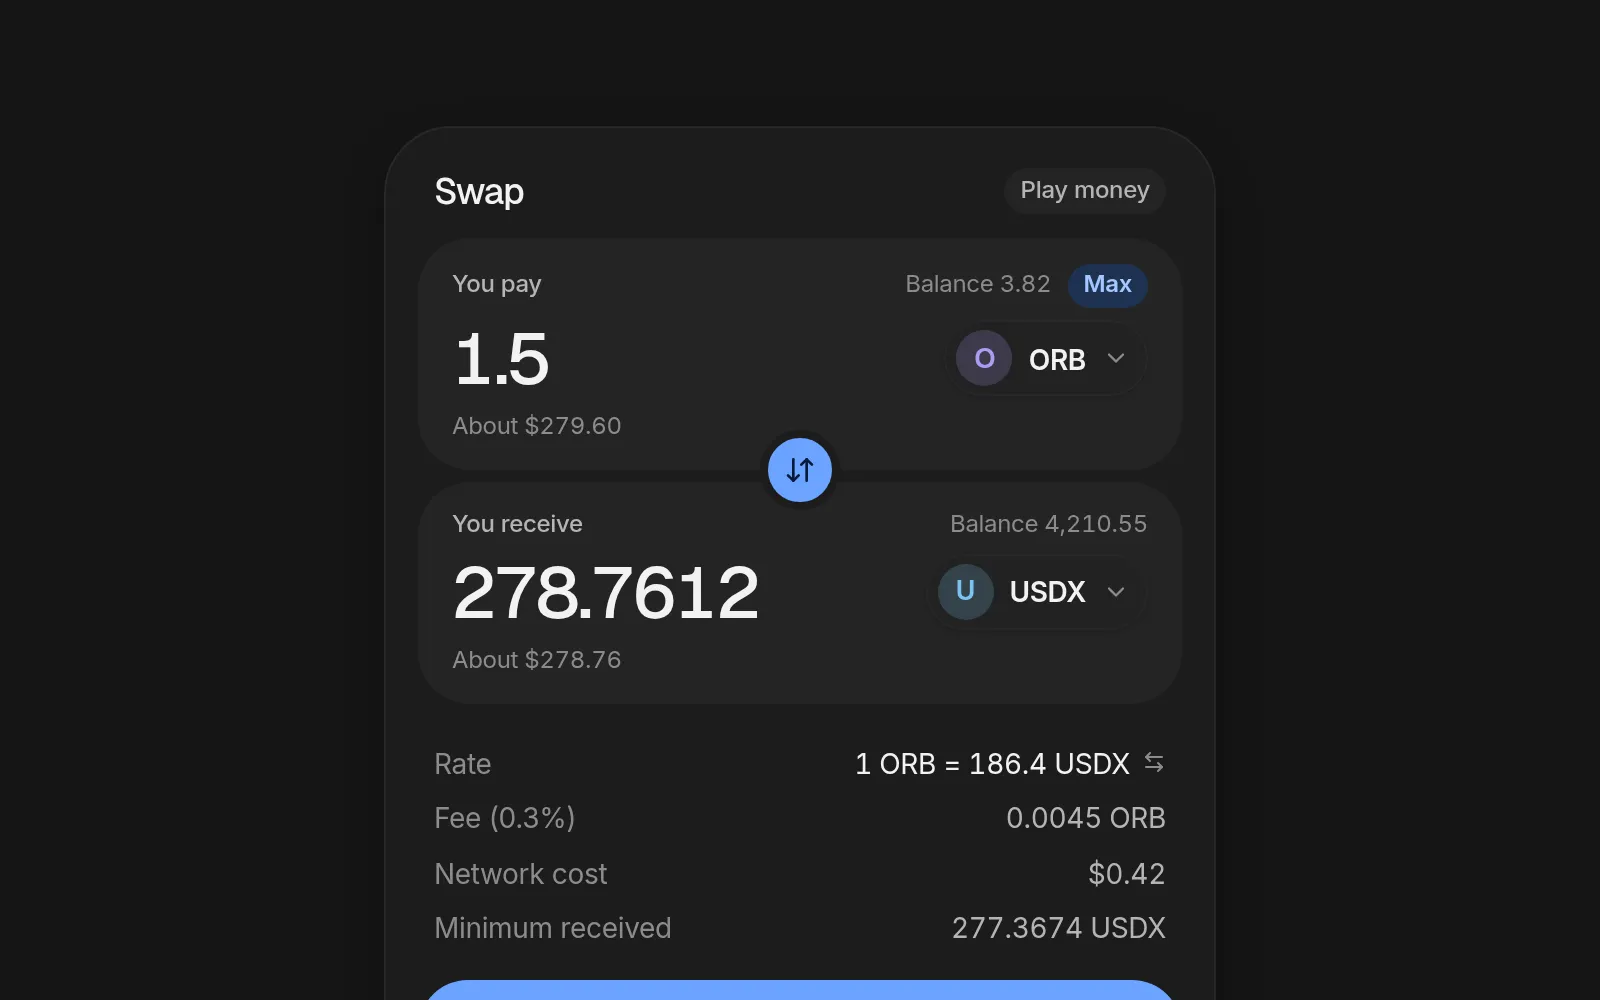 Swap
Play money
You pay
Balance 3.82
Max
1.5
O
ORB
About $279.60
You receive
Balance 4,210.55
278.7612
U
USDX
About $278.76
Rate
1 ORB = 186.4 USDX
Fee (0.3%)
0.0045 ORB
Network cost
$0.42
Minimum received
277.3674 USDX